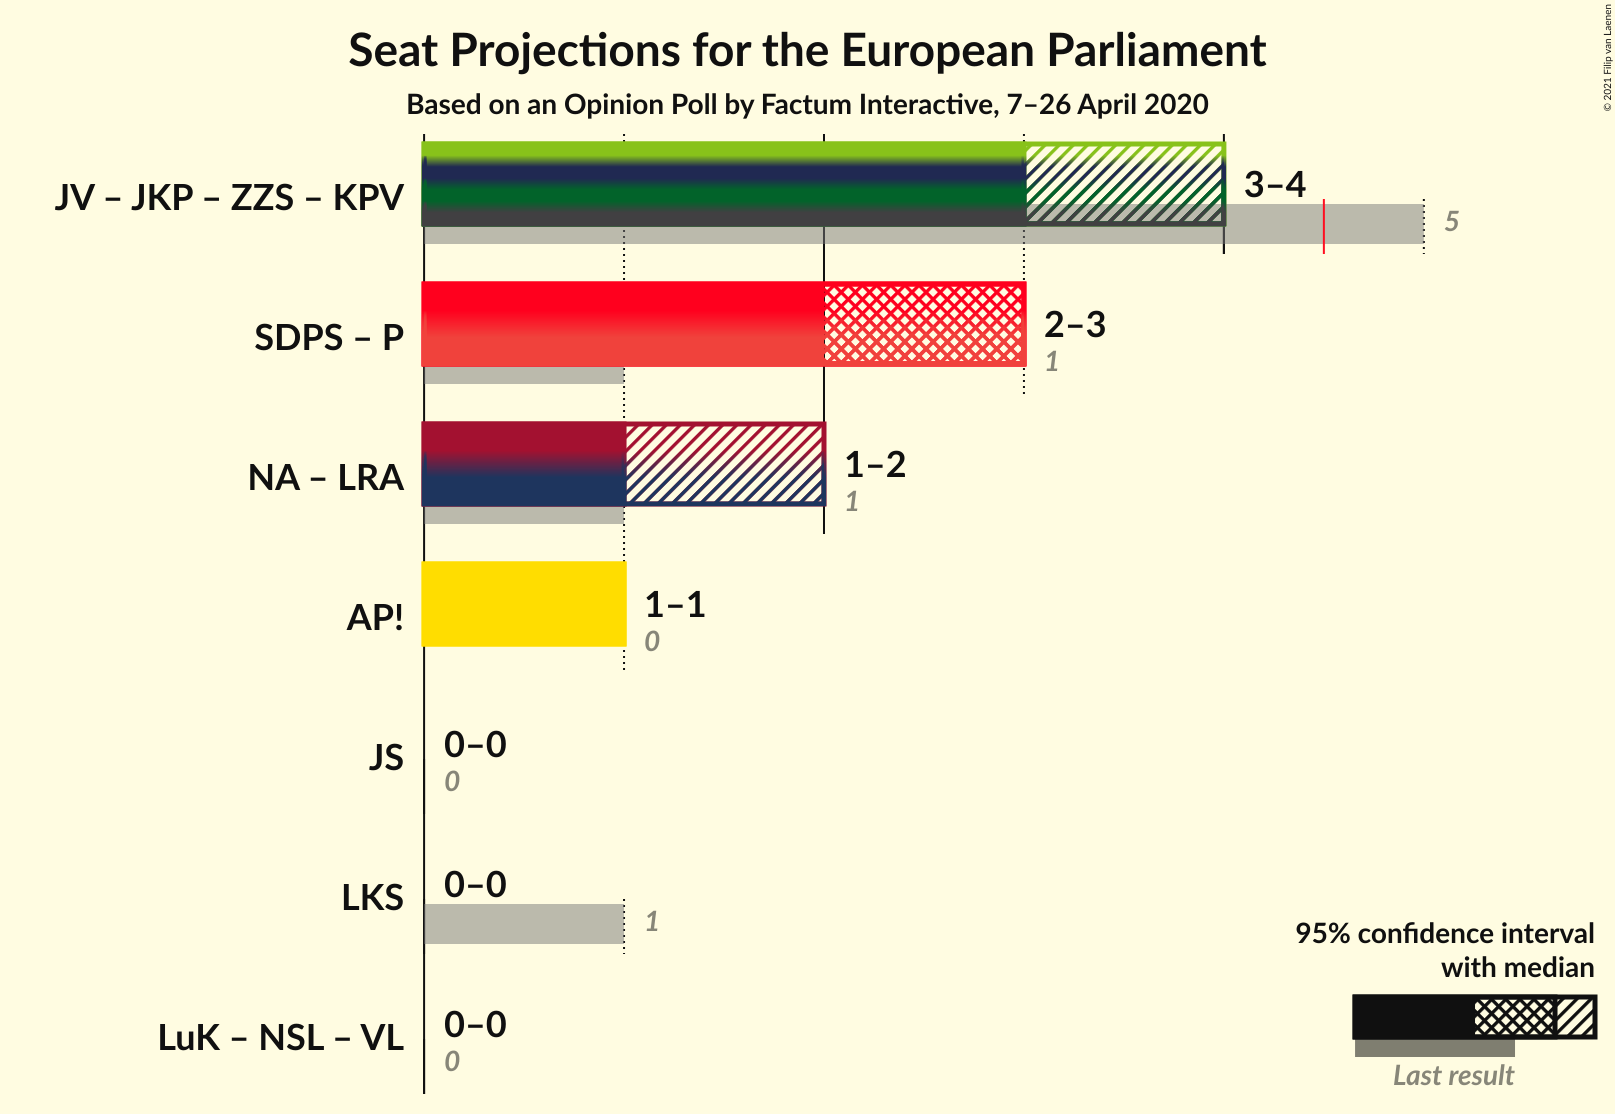 Seat Projections for the European Parliament
Based on an Opinion Poll by Factum Interactive, 7–26 April 2020
© 2021 Filip van Laenen
JV – JKP – ZZS – KPV
3–4
5
SDPS – P
2–3
1
NA – LRA
1–2
1
AP!
1–1
0
JS
0–0
0
LKS
0–0
1
LuK – NSL – VL
0–0
0
95% confidence interval
with median
Last result